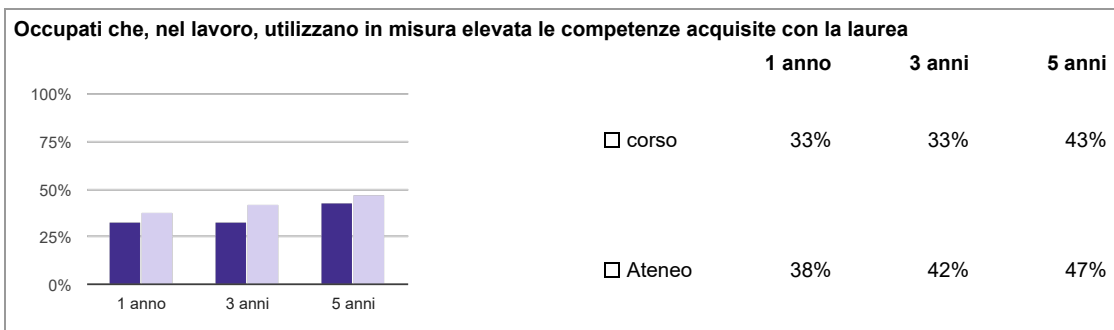 Occupati che, nel lavoro, utilizzano in misura elevata le competenze acquisite con la laurea
1 anno 3 anni 5 anni
100%
75%
50%
25%
0%
1 anno 3 anni 5 anni
corso 33% 33% 43%
Ateneo 38% 42% 47%